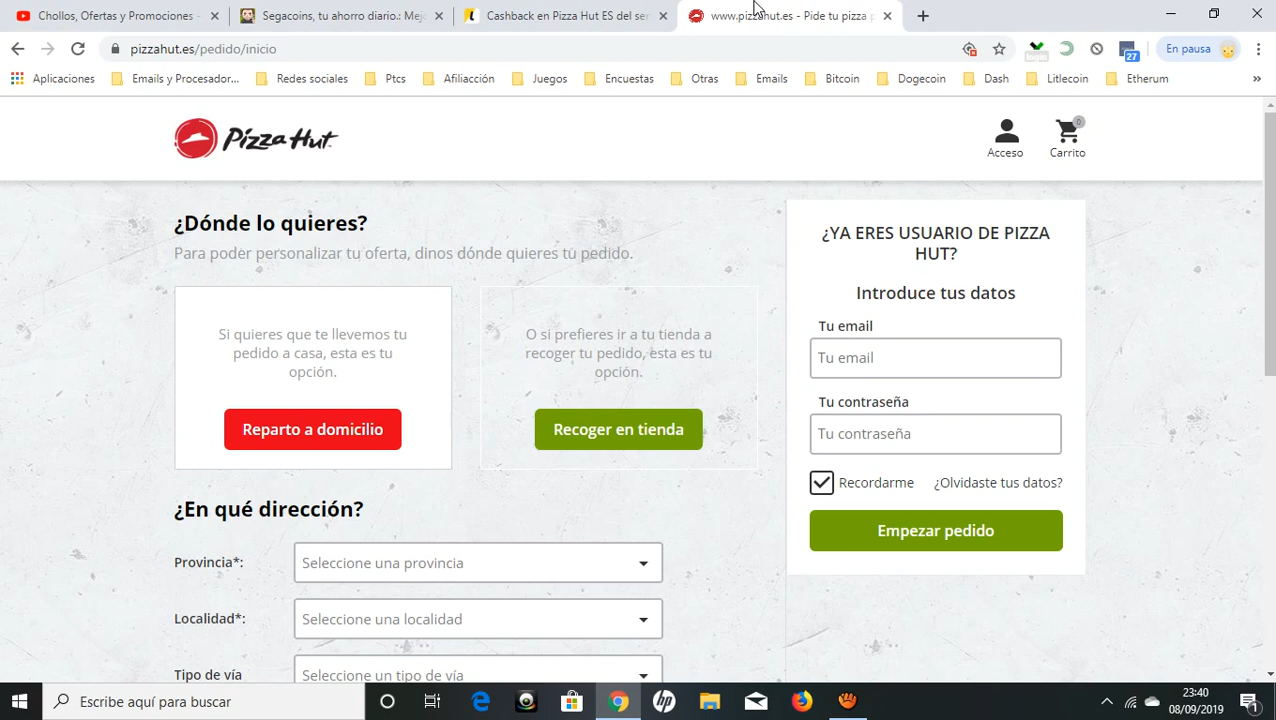 Chollos, Ofertas y Promociones -
Segacoins, tu ahorro diario.: Mej
Cashback en Pizza Hut ES del ser
www.pizzahut.es - Pide tu pizza p
pizzahut.es/pedido/inicio
27
En pausa
Aplicaciones
Emails y Procesador...
Redes sociales
Ptcs
Afiliacción
Juegos
Encuestas
Otras
Emails
Bitcoin
Dogecoin
Dash
Litlecoin
Etherum
»
Pizza Hut
Acceso
0
Carrito
¿Dónde lo quieres?
Para poder personalizar tu oferta, dinos dónde quieres tu pedido.
Si quieres que te llevemos tu
pedido a casa, esta es tu
opción.
Reparto a domicilio
O si prefieres ir a tu tienda a
recoger tu pedido, esta es tu
opción.
Recoger en tienda
¿En qué dirección?
Provincia*:
Seleccione una provincia
Localidad*:
Seleccione una localidad
Tipo de vía
Seleccione un tipo de vía
¿YA ERES USUARIO DE PIZZA
HUT?
Introduce tus datos
Tu email
Tu email
Tu contraseña
Tu contraseña
Recordarme
¿Olvidaste tus datos?
Empezar pedido
Escribe aquí para buscar
hp
23:40
08/09/2019
1